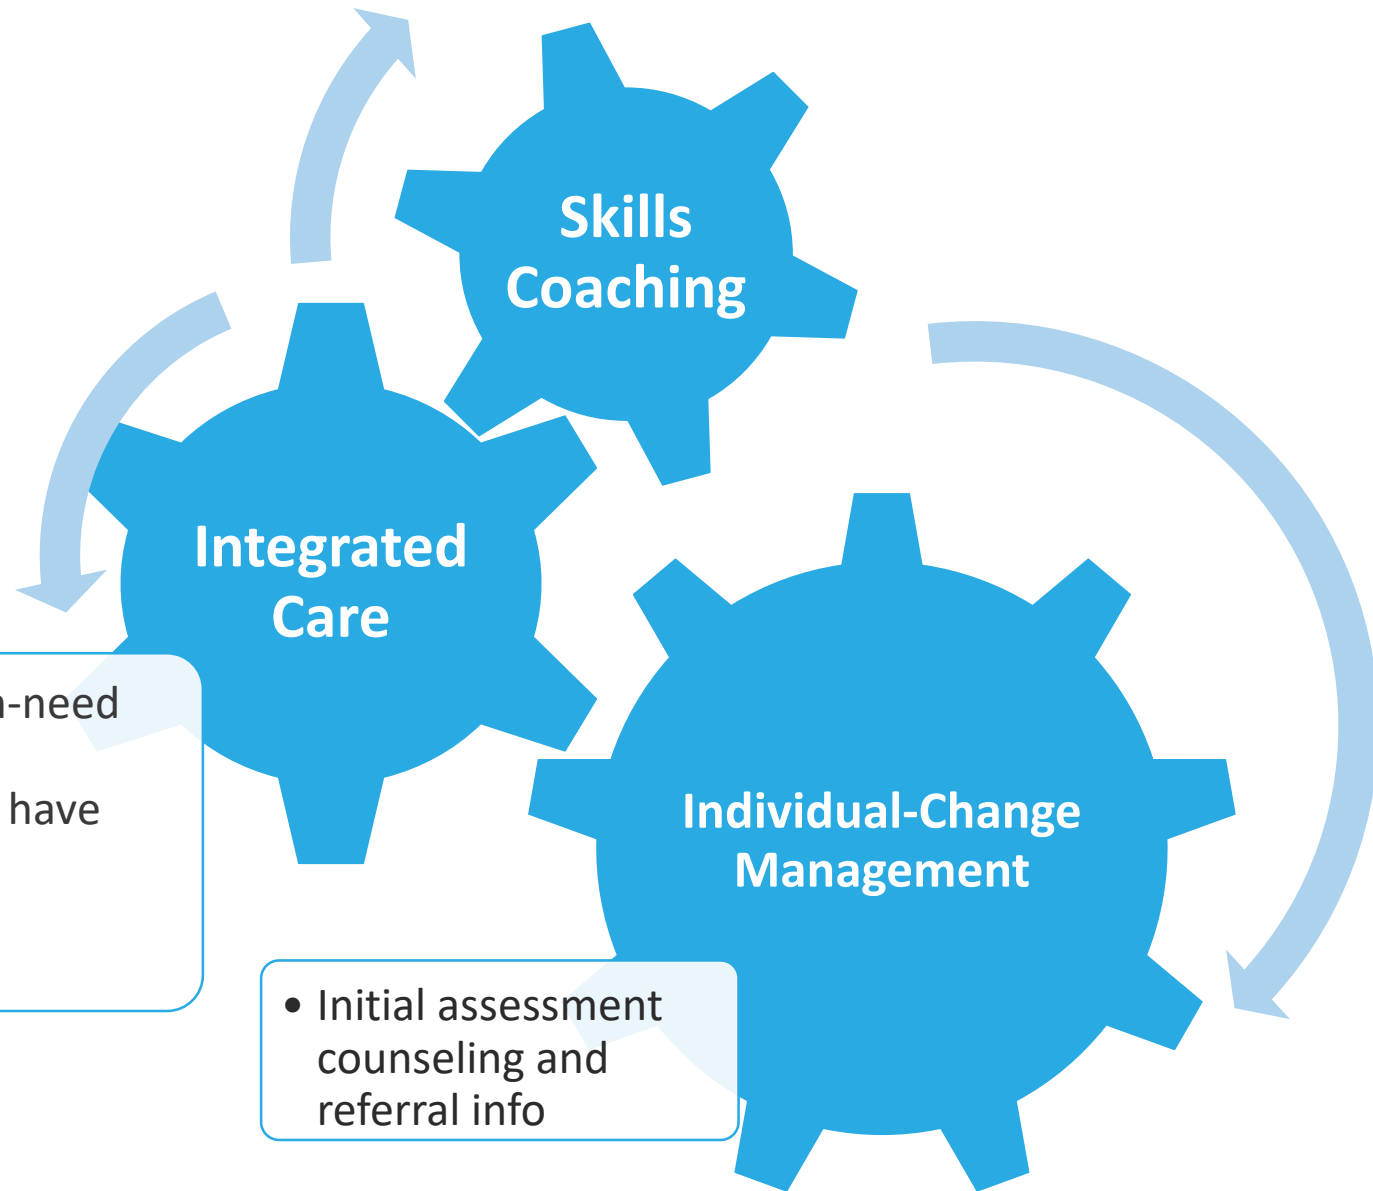 Skills
Coaching
Integrated
Care
-need
have
Individual-Change
Management
• Initial assessment
counseling and
referral info